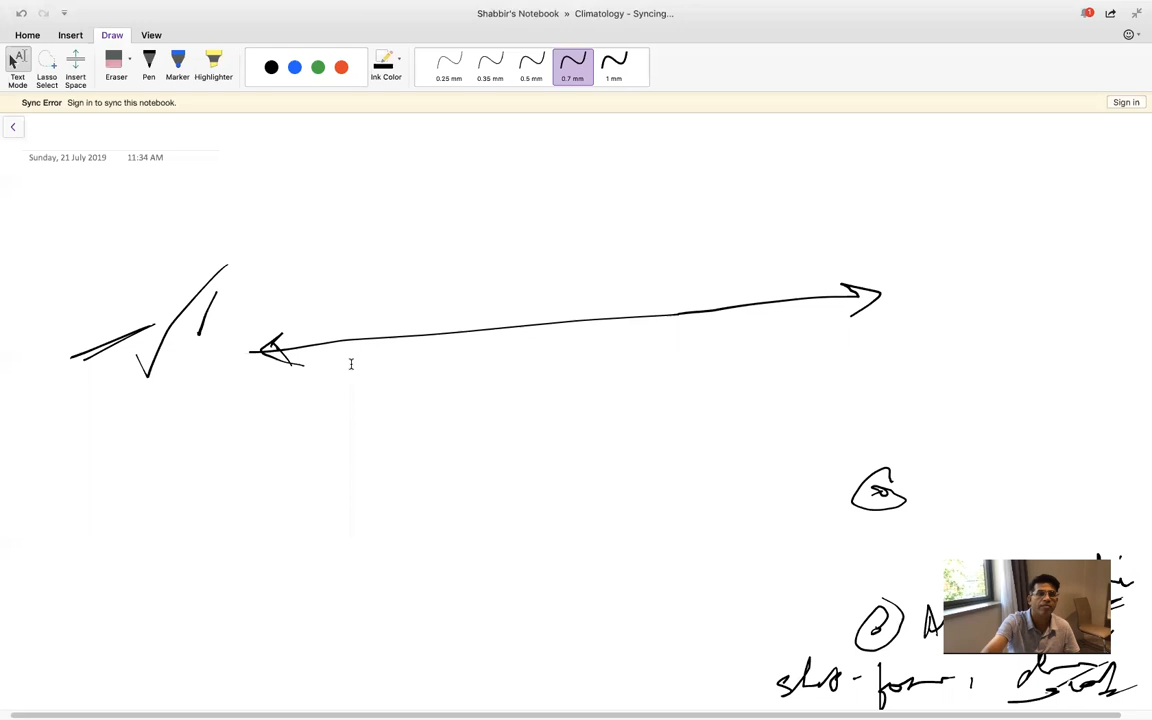 Shabbir's Notebook » Climatology - Syncing...
1
Home Insert Draw View
Text Mode
Lasso Select
Insert Space
Eraser
Pen
Marker
Highlighter
Ink Color
0.25 mm
0.35 mm
0.5 mm
0.7 mm
1 mm
Sync Error Sign in to sync this notebook.
Sign in
Sunday, 21 July 2019 11:34 AM